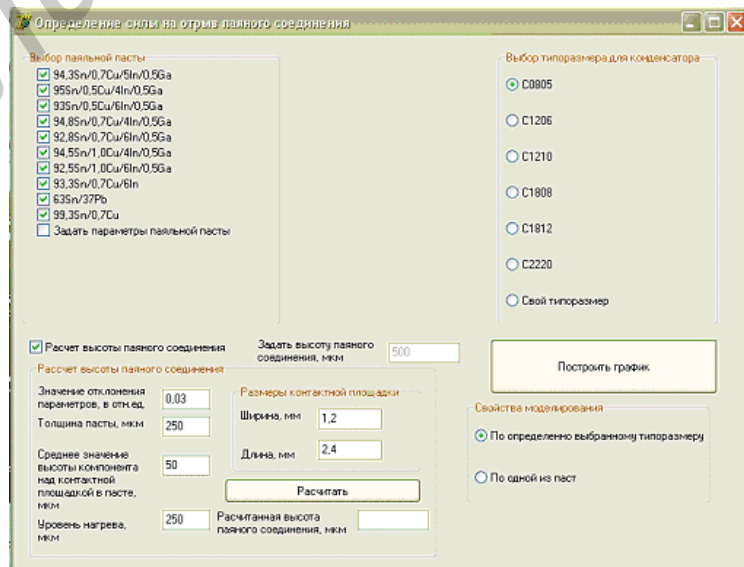 Определение силы на отрыв паяного соединения
Выбор паяльной пасты
94,3Sn/0,7Cu/5In/0,5Ga
95Sn/0,5Cu/4In/0,5Ga
93Sn/0,5Cu/6In/0,5Ga
94,8Sn/0,7Cu/4In/0,5Ga
92,8Sn/0,7Cu/6In/0,5Ga
94,5Sn/1,0Cu/4In/0,5Ga
92,5Sn/1,0Cu/6In/0,5Ga
93,3Sn/0,7Cu/6In
63Sn/37Pb
99,3Sn/0,7Cu
Задать параметры паяльной пасты
Выбор типоразмера для конденсатора
C0805
C1206
C1210
C1808
C1812
C2220
Свой типоразмер
Расчет высоты паяного соединения
Задать высоту паяного
соединения, мкм
500
Построить график
Рассчет высоты паяного соединения
Значение отклонения
параметров, в отн.ед.
0,03
Толщина пасты, мкм
250
Среднее значение
высоты компонента
над контактной
площадкой в пасте,
мкм
50
Уровень нагрева,
мкм
250
Размеры контактной площадки
Ширина, мм
1,2
Длина, мм
2,4
Расчитать
Расчитанная высота
паяного соединения, мкм
Свойства моделирования
По определенно выбранному типоразмеру
По одной из паст